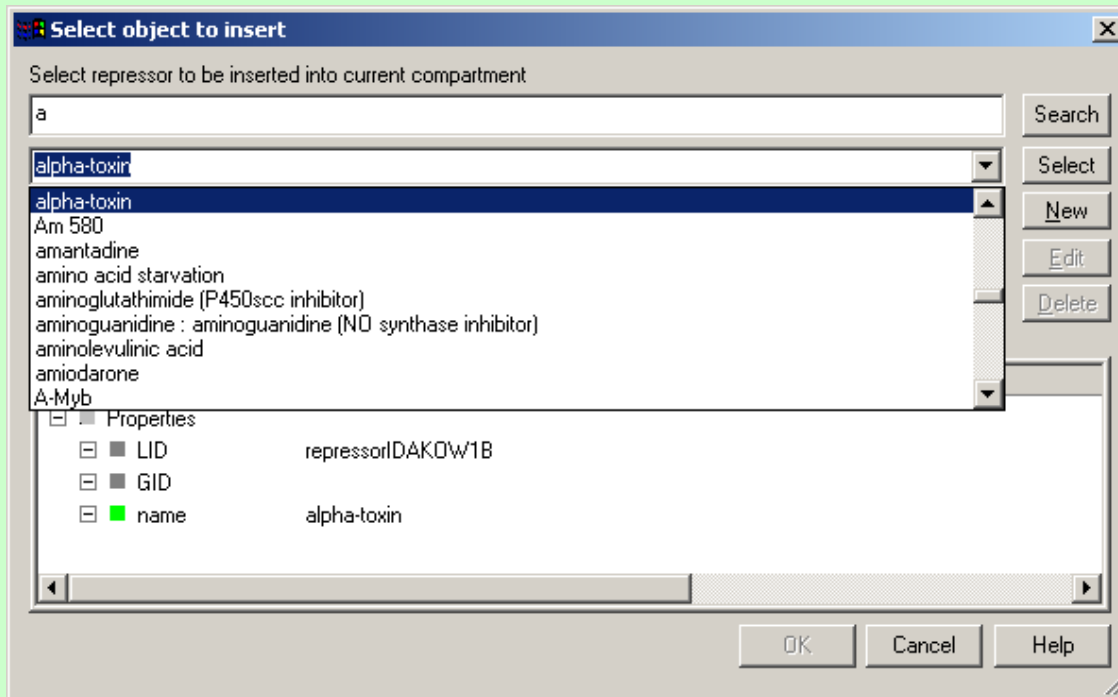 Select object to insert
Select repressor to be inserted into current compartment
a
Search
alpha-toxin
Select
alpha-toxin
New
Am 580
amantadine
Edit
amino acid starvation
aminoglutathimide (P450scc inhibitor)
Delete
aminoguanidine : aminoguanidine (NO synthase inhibitor)
aminolevulinic acid
amiodarone
A-Myb
Properties
LID repressorIDAKOW1B
GID
name alpha-toxin
OK Cancel Help